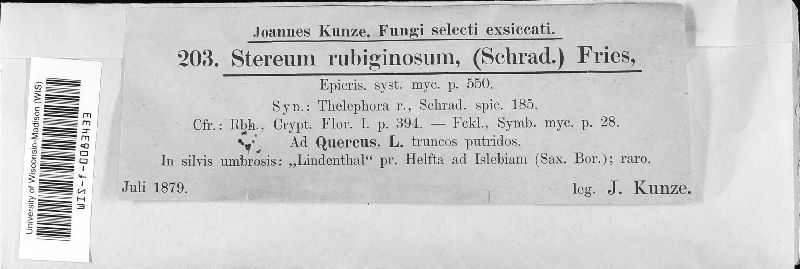 Joannes Kunze, Fungi selecti exsiccati.
203. Stereum rubiginosum, (Schrad.) Fries,
Epicris. syst. myc. p. 550.
Syn.: Thelephora r., Schrad. spic. 185.
Cfr.: Rbh., Crypt. Flor. I. p. 394. — Fckl., Symb. myc. p. 28.
Ad Quercus, L. truncos putridos.
In silvis umbrosis: „Lindenthal“ pr. Helfta ad Islebiam (Sax. Bor.); raro.
Juli 1879. leg. J. Kunze.
University of Wisconsin-Madison (WIS)